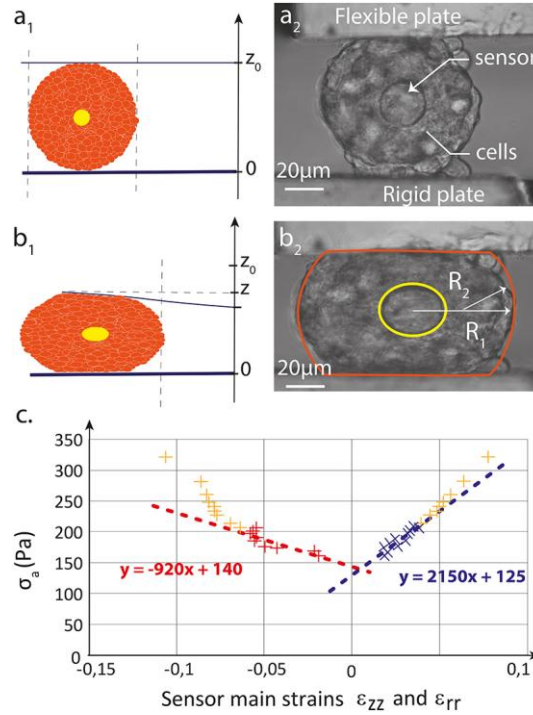 a1
z0
0
a2
Flexible plate
sensor
cells
20μm
Rigid plate
b1
z0
z
0
b2
R2
R1
20μm
c.
σa (Pa)
350
300
250
200
150
100
50
0
y = -920x + 140
y = 2150x + 125
-0,15
-0,1
-0,05
0
0,05
0,1
Sensor main strains εzz and εrr